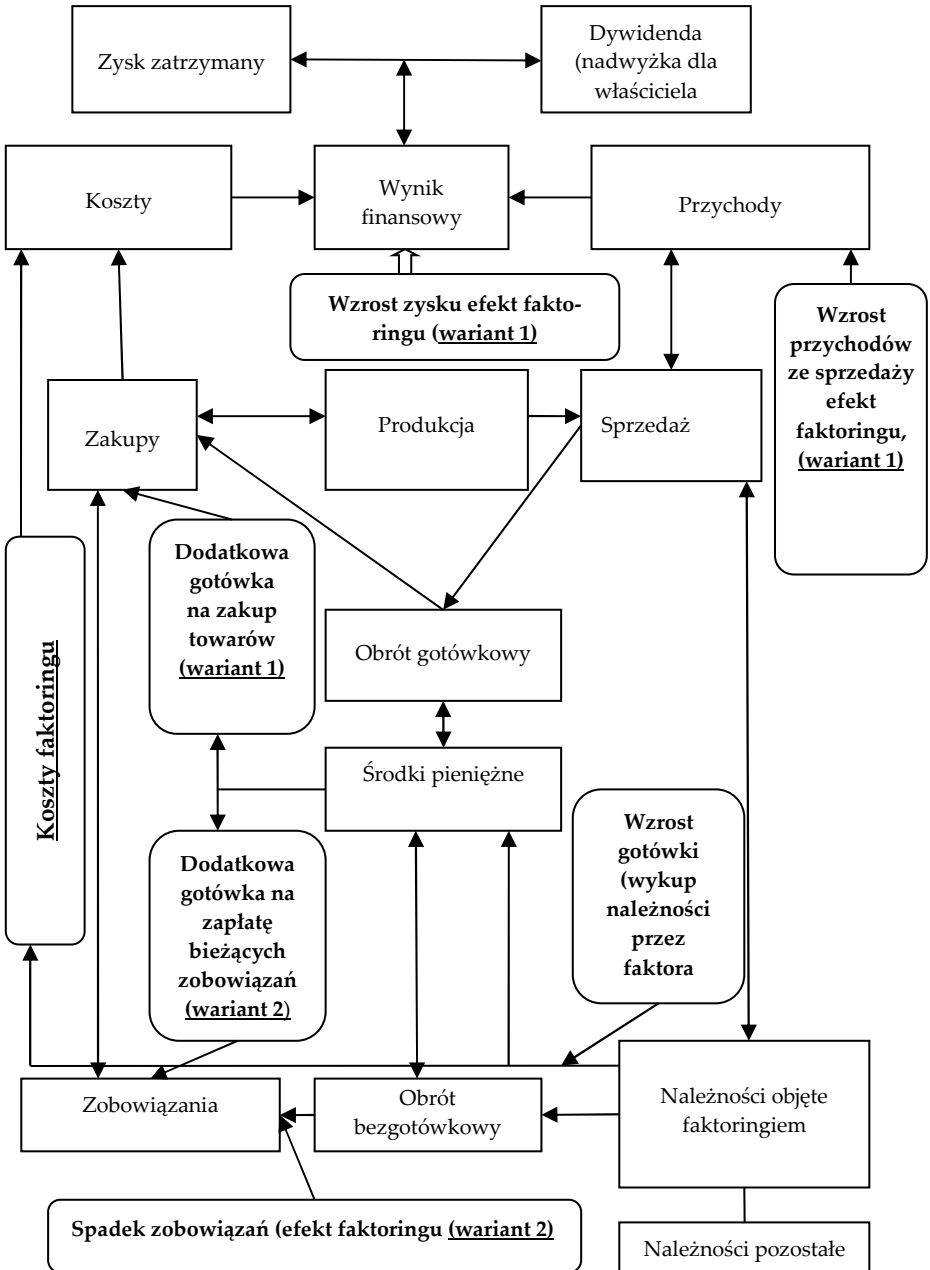 Zysk zatrzymany
Dywidenda
(nadwyżka dla
właściciela
Koszty
Wynik
finansowy
Przychody
Wzrost zysku efekt fakto-
ringu (wariant 1)
Wzrost
przychodów
ze sprzedaży
efekt
faktoringu,
(wariant 1)
Zakupy
Produkcja
Sprzedaż
Dodatkowa
gotówka
na zakup
towarów
(wariant 1)
Obrót gotówkowy
Koszty faktoringu
Środki pieniężne
Wzrost
gotówki
(wykup
należności
przez
faktora
Dodatkowa
gotówka na
zapłatę
bieżących
zobowiązań
(wariant 2)
Zobowiązania
Obrót
bezgotówkowy
Należności objęte
faktoringiem
Spadek zobowiązań (efekt faktoringu (wariant 2)
Należności pozostałe